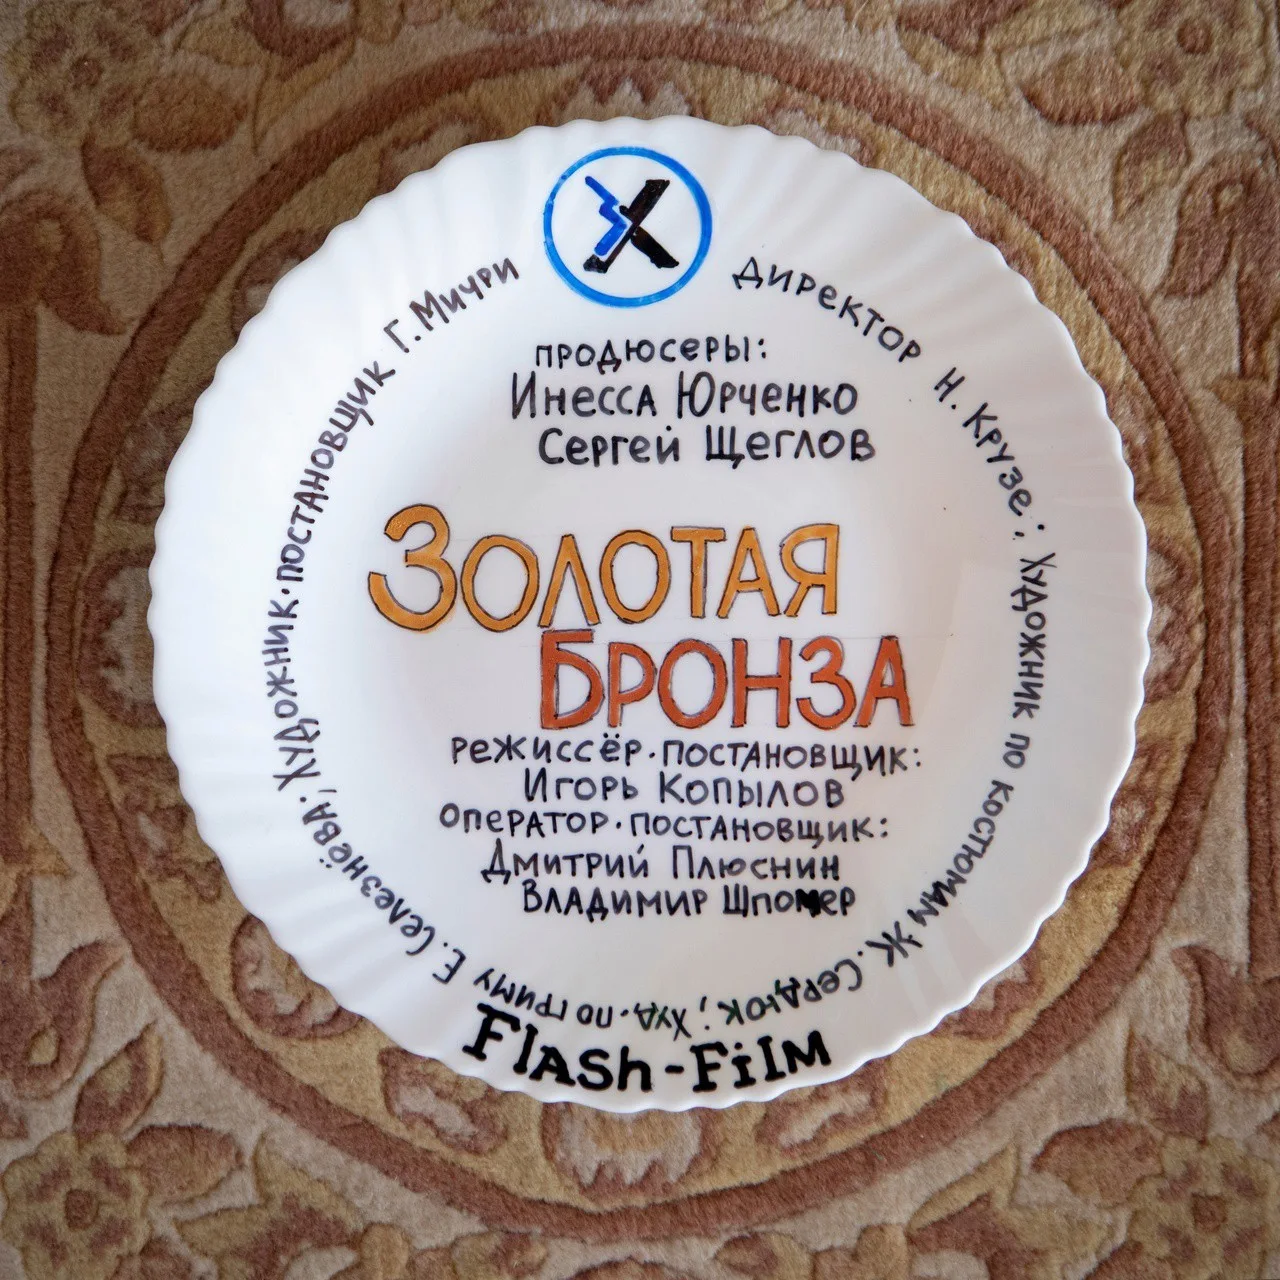 продюсеры:
Инесса Юрченко
Сергей Щеглов
Золотая
Бронза
режиссёр-постановщик:
Игорь Копылов
оператор-постановщик:
Дмитрий Плюснин
Владимир Шпомер
директор Н. Крузе; художник по костюмам Ж. Сердюк; худ. по гриму Е. Селезнёва; художник-постановщик Г. Мичри
Flash-Film